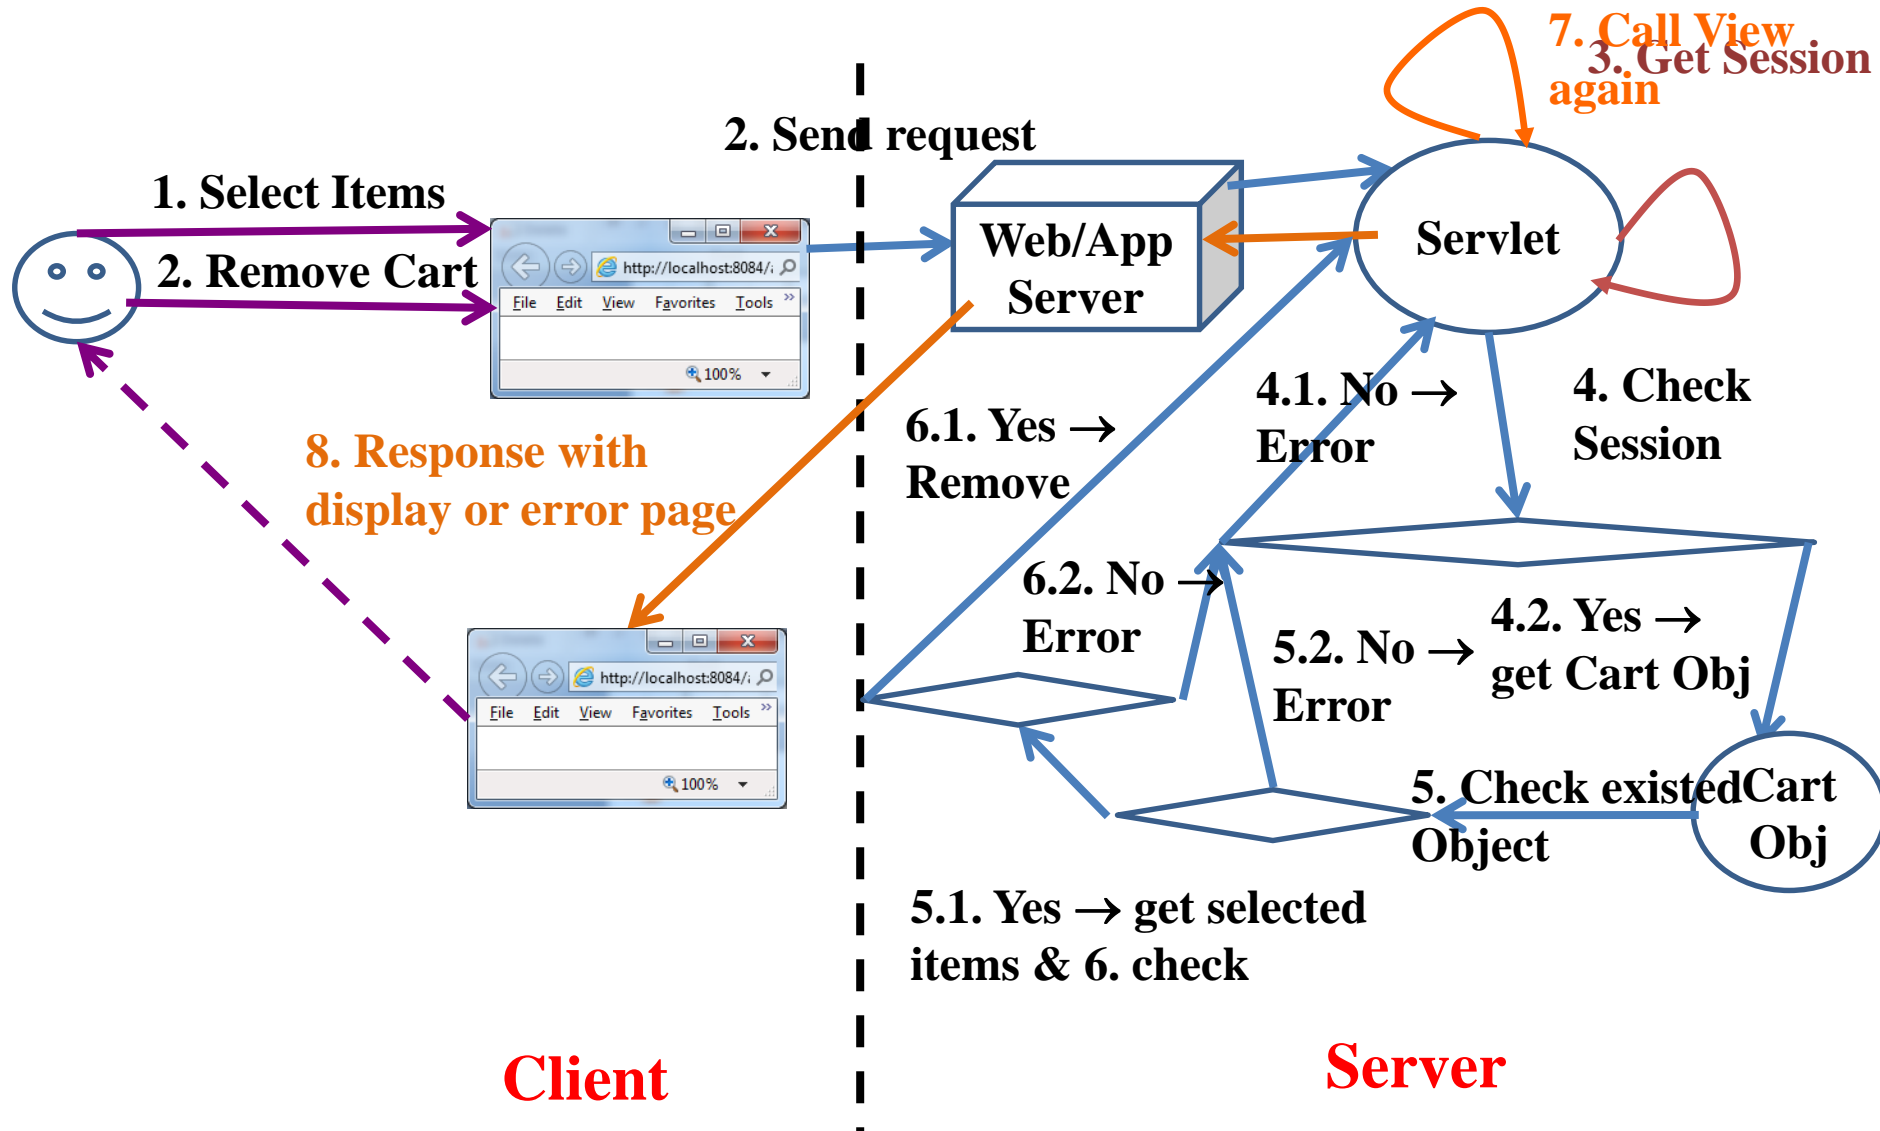 7. Call View
again
3. Get Session
2. Send request
1. Select Items
2. Remove Cart
http://localhost:8084/
File Edit View Favorites Tools »
100%
Web/App
Server
Servlet
4. Check
Session
4.1. No →
Error
6.1. Yes →
Remove
8. Response with
display or error page
6.2. No →
Error
5.2. No →
Error
4.2. Yes →
get Cart Obj
http://localhost:8084/
File Edit View Favorites Tools »
100%
5. Check existed
Object
Cart
Obj
5.1. Yes → get selected
items & 6. check
Client
Server